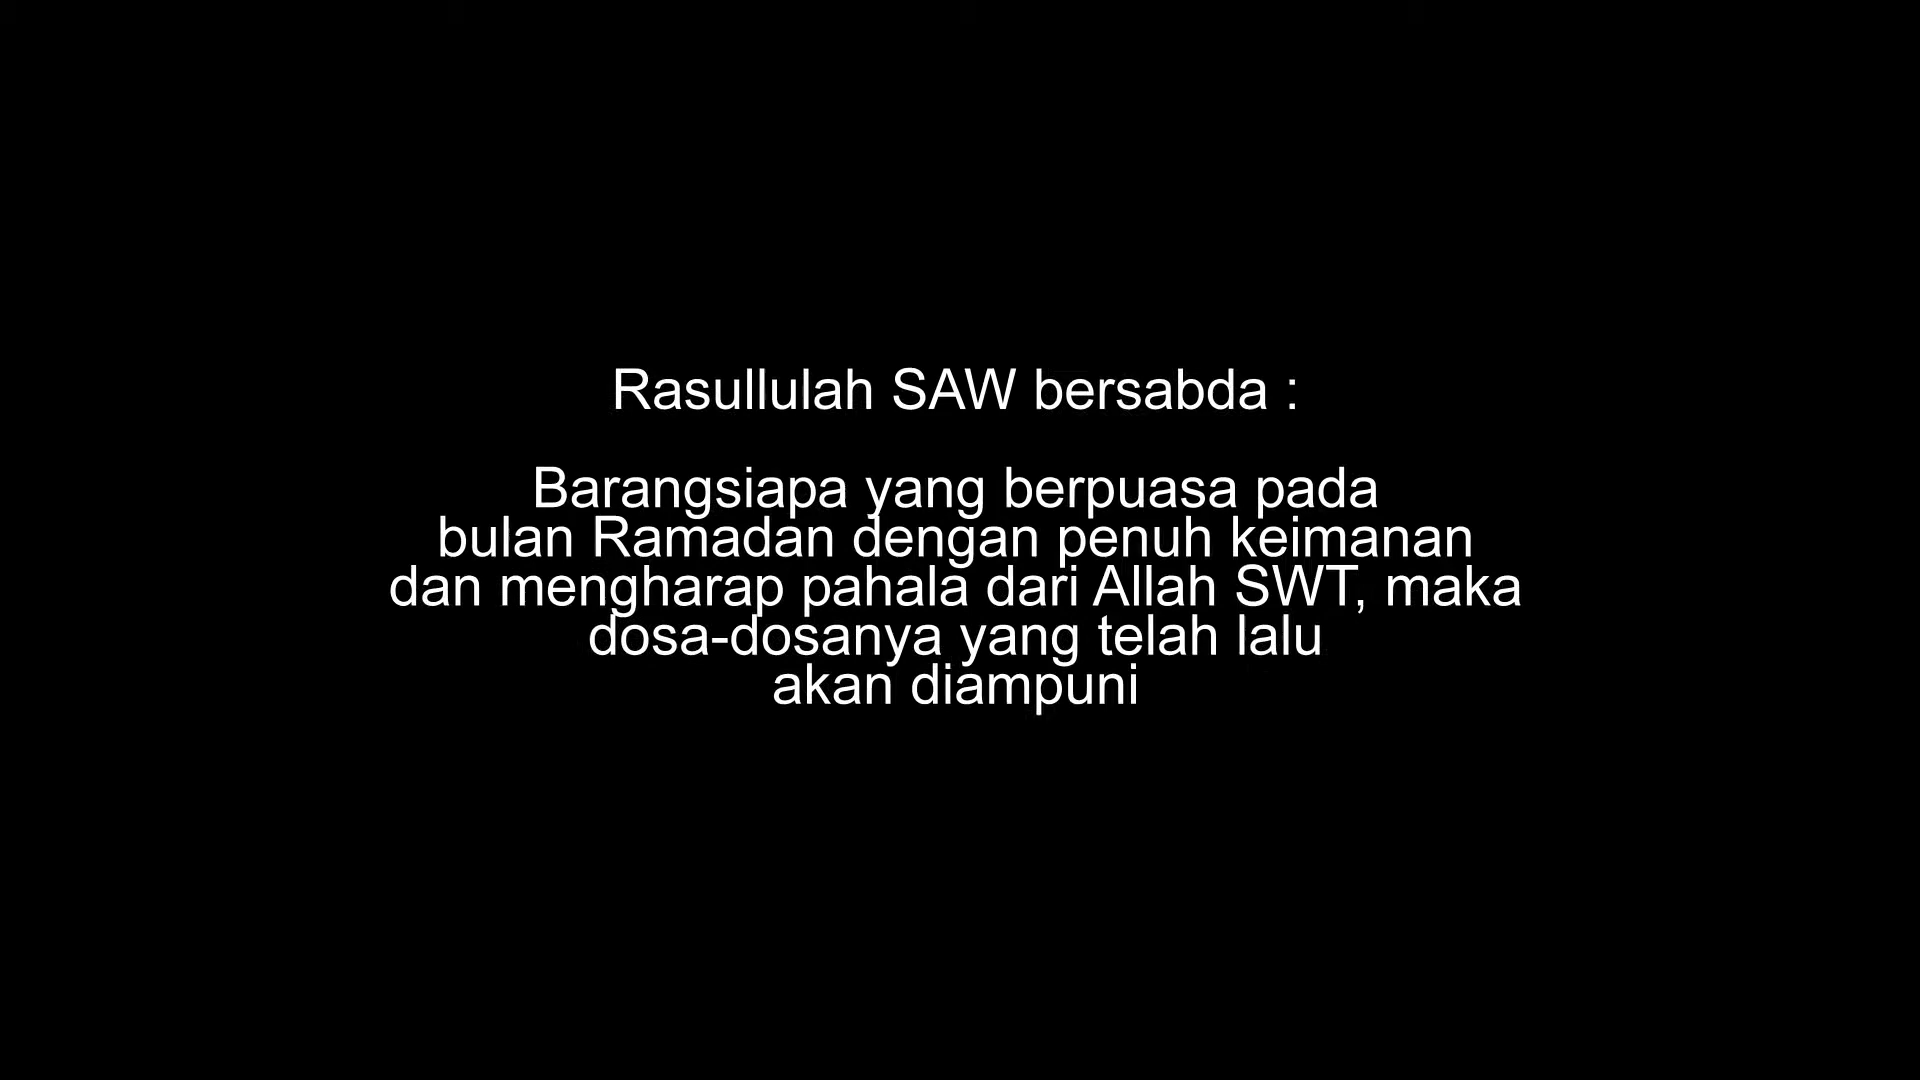 Rasullulah SAW bersabda :
Barangsiapa yang berpuasa pada
bulan Ramadan dengan penuh keimanan
dan mengharap pahala dari Allah SWT, maka
dosa-dosanya yang telah lalu
akan diampuni